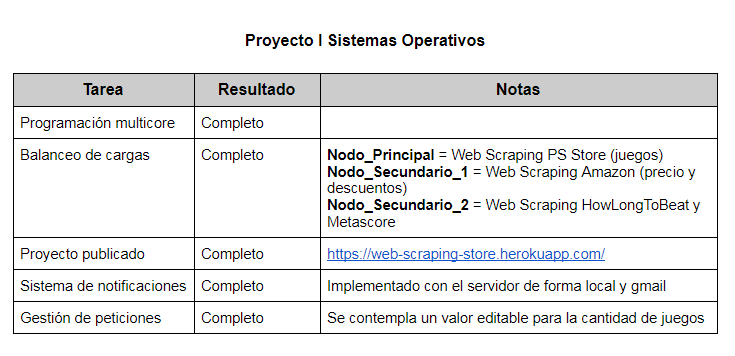 Proyecto I Sistemas Operativos
Tarea Resultado Notas
Programación multicore Completo
Balanceo de cargas Completo Nodo_Principal = Web Scraping PS Store (juegos)
Nodo_Secundario_1 = Web Scraping Amazon (precio y
descuentos)
Nodo_Secundario_2 = Web Scraping HowLongToBeat y
Metascore
Proyecto publicado Completo https://web-scraping-store.herokuapp.com/
Sistema de notificaciones Completo Implementado con el servidor de forma local y gmail
Gestión de peticiones Completo Se contempla un valor editable para la cantidad de juegos